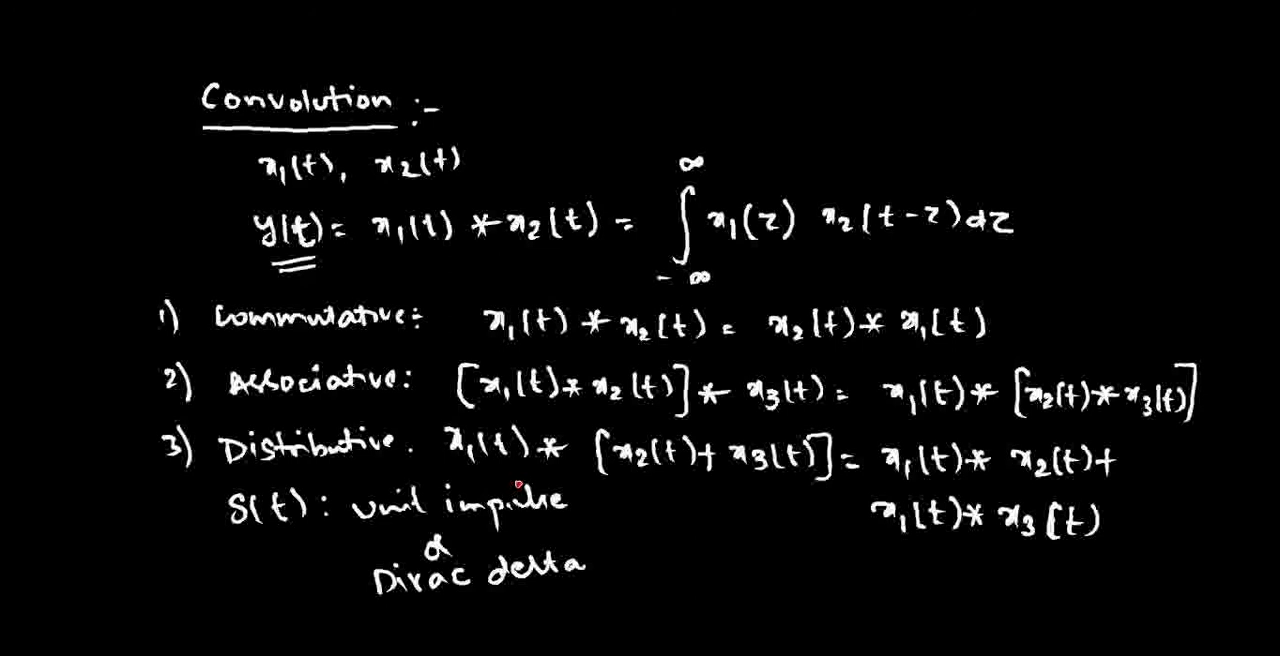 Convolution :-
x₁(t), x₂(t)
y(t) = x₁(t) * x₂(t) = ∫_{-∞}^{∞} x₁(τ) x₂(t-τ)dτ
1) Commutative: x₁(t) * x₂(t) = x₂(t) * x₁(t)
2) Associative: [x₁(t) * x₂(t)] * x₃(t) = x₁(t) * [x₂(t) * x₃(t)]
3) Distributive. x₁(t) * [x₂(t) + x₃(t)] = x₁(t) * x₂(t) +
x₁(t) * x₃(t)
δ(t): unit impulse
or
Dirac delta